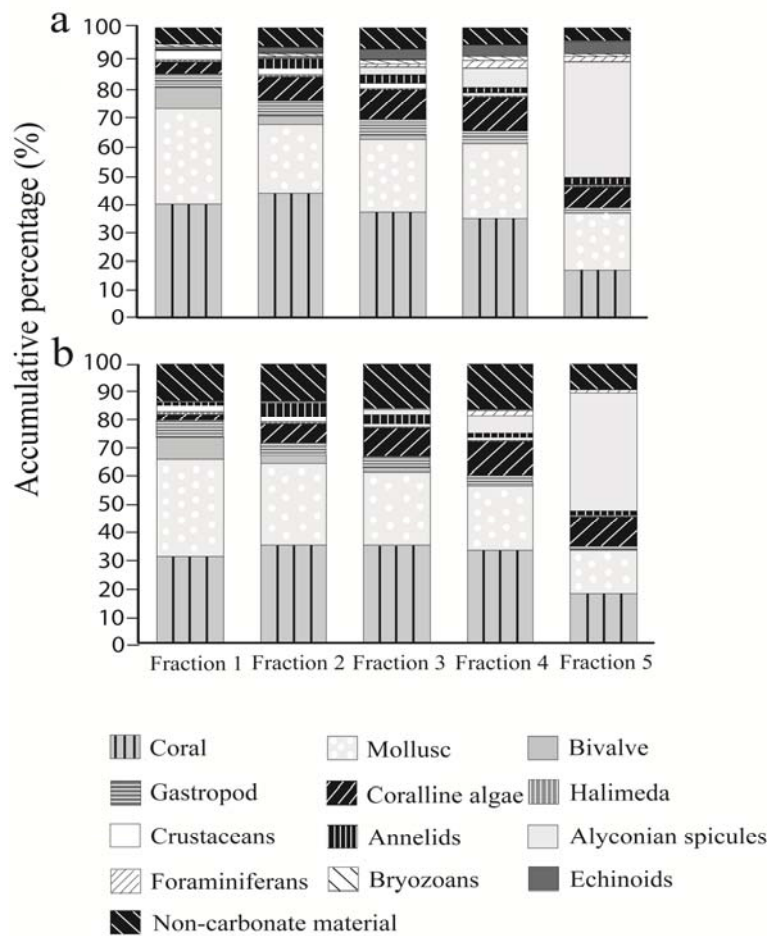 a
100
90
80
70
60
50
40
30
20
10
0
Accumulative percentage (%)
b
100
90
80
70
60
50
40
30
20
10
0
Fraction 1 Fraction 2 Fraction 3 Fraction 4 Fraction 5
Coral Mollusc Bivalve
Gastropod Coralline algae Halimeda
Crustaceans Annelids Alyconian spicules
Foraminiferans Bryozoans Echinoids
Non-carbonate material